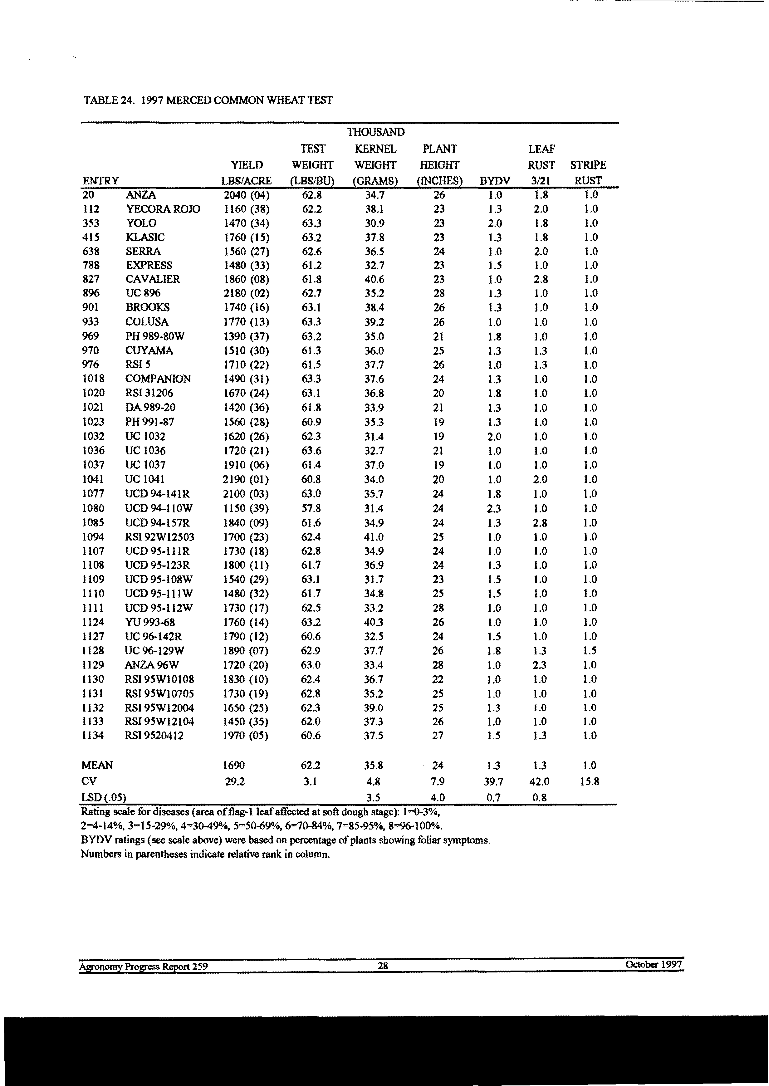 TABLE 24. 1997 MERCED COMMON WHEAT TEST
THOUSAND
TEST KERNEL PLANT LEAF
YIELD WEIGHT WEIGHT HEIGHT RUST STRIPE
ENTRY LBS/ACRE (LBS/BU) (GRAMS) (INCHES) BYDV 3/21 RUST
20 ANZA 2040 (04) 62.8 34.7 26 1.0 1.8 1.0
112 YECORA ROJO 1160 (38) 62.2 38.1 23 1.3 2.0 1.0
353 YOLO 1470 (34) 63.3 30.9 23 2.0 1.8 1.0
415 KLASIC 1760 (15) 63.2 37.8 23 1.3 1.8 1.0
638 SERRA 1560 (27) 62.6 36.5 24 1.0 2.0 1.0
788 EXPRESS 1480 (33) 61.2 32.7 23 1.5 1.0 1.0
827 CAVALIER 1860 (08) 61.8 40.6 23 1.0 2.8 1.0
896 UC 896 2180 (02) 62.7 35.2 28 1.3 1.0 1.0
901 BROOKS 1740 (16) 63.1 38.4 26 1.3 1.0 1.0
933 COLUSA 1770 (13) 63.3 39.2 26 1.0 1.0 1.0
969 PH 989-80W 1390 (37) 63.2 35.0 21 1.8 1.0 1.0
970 CUYAMA 1510 (30) 61.3 36.0 25 1.3 1.3 1.0
976 RSI 5 1710 (22) 61.5 37.7 26 1.0 1.3 1.0
1018 COMPANION 1490 (31) 63.3 37.6 24 1.3 1.0 1.0
1020 RSI 31206 1670 (24) 63.1 36.8 20 1.8 1.0 1.0
1021 DA 989-20 1420 (36) 61.8 33.9 21 1.3 1.0 1.0
1023 PH 991-87 1560 (28) 60.9 35.3 19 1.3 1.0 1.0
1032 UC 1032 1620 (26) 62.3 31.4 19 2.0 1.0 1.0
1036 UC 1036 1720 (21) 63.6 32.7 21 1.0 1.0 1.0
1037 UC 1037 1910 (06) 61.4 37.0 19 1.0 1.0 1.0
1041 UC 1041 2190 (01) 60.8 34.0 20 1.0 2.0 1.0
1077 UCD 94-141R 2100 (03) 63.0 35.7 24 1.8 1.0 1.0
1080 UCD 94-110W 1150 (39) 57.8 31.4 24 2.3 1.0 1.0
1085 UCD 94-157R 1840 (09) 61.6 34.9 24 1.3 2.8 1.0
1094 RSI 92W12503 1700 (23) 62.4 41.0 25 1.0 1.0 1.0
1107 UCD 95-111R 1730 (18) 62.8 34.9 24 1.0 1.0 1.0
1108 UCD 95-123R 1800 (11) 61.7 36.9 24 1.3 1.0 1.0
1109 UCD 95-108W 1540 (29) 63.1 31.7 23 1.5 1.0 1.0
1110 UCD 95-111W 1480 (32) 61.7 34.8 25 1.5 1.0 1.0
1111 UCD 95-112W 1730 (17) 62.5 33.2 28 1.0 1.0 1.0
1124 YU 993-68 1760 (14) 63.2 40.3 26 1.0 1.0 1.0
1127 UC 96-142R 1790 (12) 60.6 32.5 24 1.5 1.0 1.0
1128 UC 96-129W 1890 (07) 62.9 37.7 26 1.8 1.3 1.5
1129 ANZA 96W 1720 (20) 63.0 33.4 28 1.0 2.3 1.0
1130 RSI 95W10108 1830 (10) 62.4 36.7 22 1.0 1.0 1.0
1131 RSI 95W10705 1730 (19) 62.8 35.2 25 1.0 1.0 1.0
1132 RSI 95W12004 1650 (25) 62.3 39.0 25 1.3 1.0 1.0
1133 RSI 95W12104 1450 (35) 62.0 37.3 26 1.0 1.0 1.0
1134 RSI 9520412 1970 (05) 60.6 37.5 27 1.5 1.3 1.0
MEAN 1690 62.2 35.8 24 1.3 1.3 1.0
CV 29.2 3.1 4.8 7.9 39.7 42.0 15.8
LSD (.05) 3.5 4.0 0.7 0.8
Rating scale for diseases (area of flag-1 leaf affected at soft dough stage): 1=0-3%,
2=4-14%, 3=15-29%, 4=30-49%, 5=50-69%, 6=70-84%, 7=85-95%, 8=96-100%.
BYDV ratings (see scale above) were based on percentage of plants showing foliar symptoms.
Numbers in parentheses indicate relative rank in column.
Agronomy Progress Report 259 28 October 1997